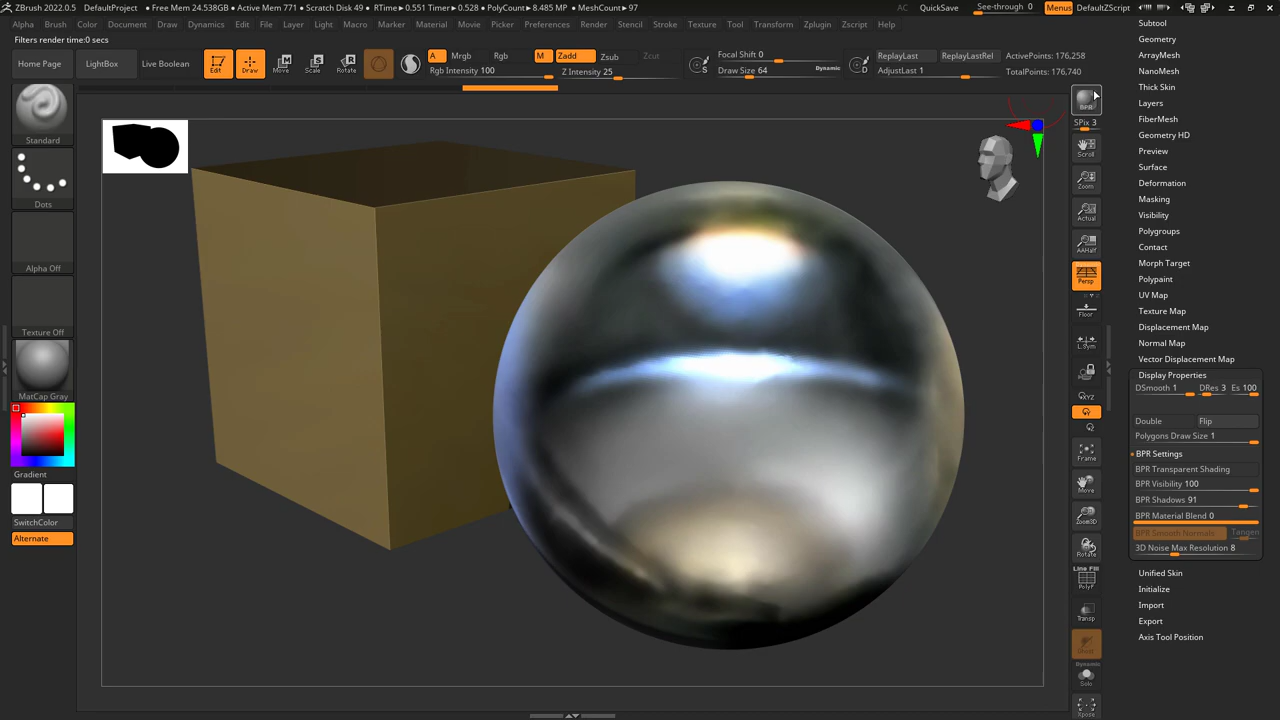 ZBrush 2022.0.5 DefaultProject • Free Mem 24.538GB • Active Mem 771 • Scratch Disk 49 • RTime▸0.551 Timer▸0.528 • PolyCount▸8.485 MP • MeshCount▸97 AC QuickSave See-through 0 Menus DefaultZScript
Alpha Brush Color Document Draw Dynamics Edit File Layer Light Macro Marker Material Movie Picker Preferences Render Stencil Stroke Texture Tool Transform Zplugin Zscript Help
Filters render time:0 secs
Home Page LightBox Live Boolean Edit Draw Move Scale Rotate
A Mrgb Rgb M Zadd Zsub Zcut
Rgb Intensity 100 Z Intensity 25
Focal Shift 0
Draw Size 64 Dynamic
ReplayLast ReplayLastRel
AdjustLast 1
ActivePoints: 176,258
TotalPoints: 176,740
Standard
Dots
Alpha Off
Texture Off
MatCap Gray
Gradient
SwitchColor
Alternate
BPR
SPix 3
Scroll
Zoom
Actual
AAHalf
Persp
Floor
L.Sym
XYZ
Frame
Move
Zoom3D
Rotate
Line Fill
PolyF
Transp
Dynamic
Solo
Xpose
Subtool
Geometry
ArrayMesh
NanoMesh
Thick Skin
Layers
FiberMesh
Geometry HD
Preview
Surface
Deformation
Masking
Visibility
Polygroups
Contact
Morph Target
Polypaint
UV Map
Texture Map
Displacement Map
Normal Map
Vector Displacement Map
Display Properties
DSmooth 1 DRes 3 Es 100
Double Flip
Polygons Draw Size 1
BPR Settings
BPR Transparent Shading
BPR Visibility 100
BPR Shadows 91
BPR Material Blend 0
BPR Smooth Normals Tangen
3D Noise Max Resolution 8
Unified Skin
Initialize
Import
Export
Axis Tool Position